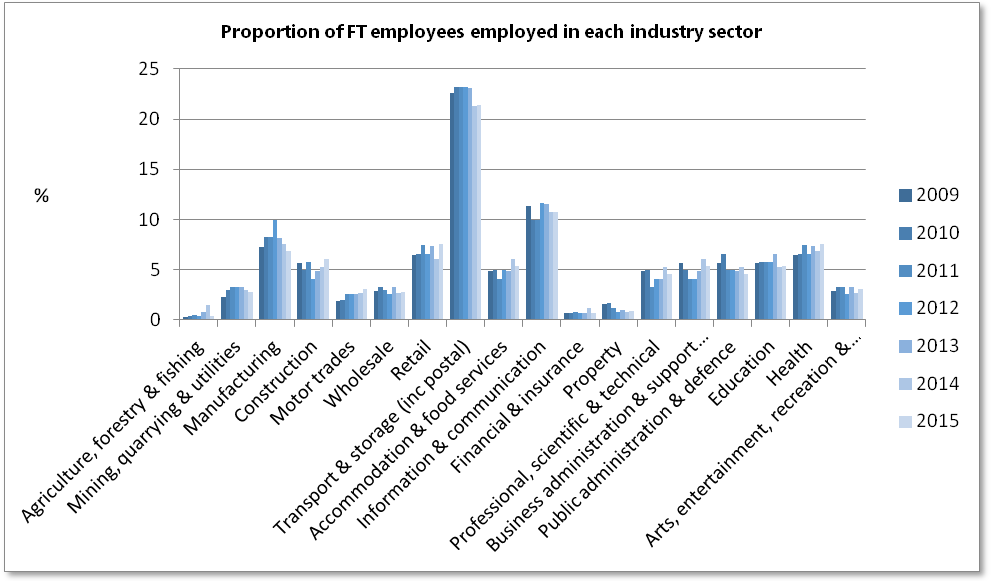 Proportion of FT employees employed in each industry sector
25
20
15
10
5
0
%
Agriculture, forestry & fishing
Mining, quarrying & utilities
Manufacturing
Construction
Motor trades
Wholesale
Retail
Transport & storage (inc postal)
Accommodation & food services
Information & communication
Financial & insurance
Property
Professional, scientific & technical
Business administration & support...
Public administration & defence
Education
Health
Arts, entertainment, recreation &...
2009
2010
2011
2012
2013
2014
2015